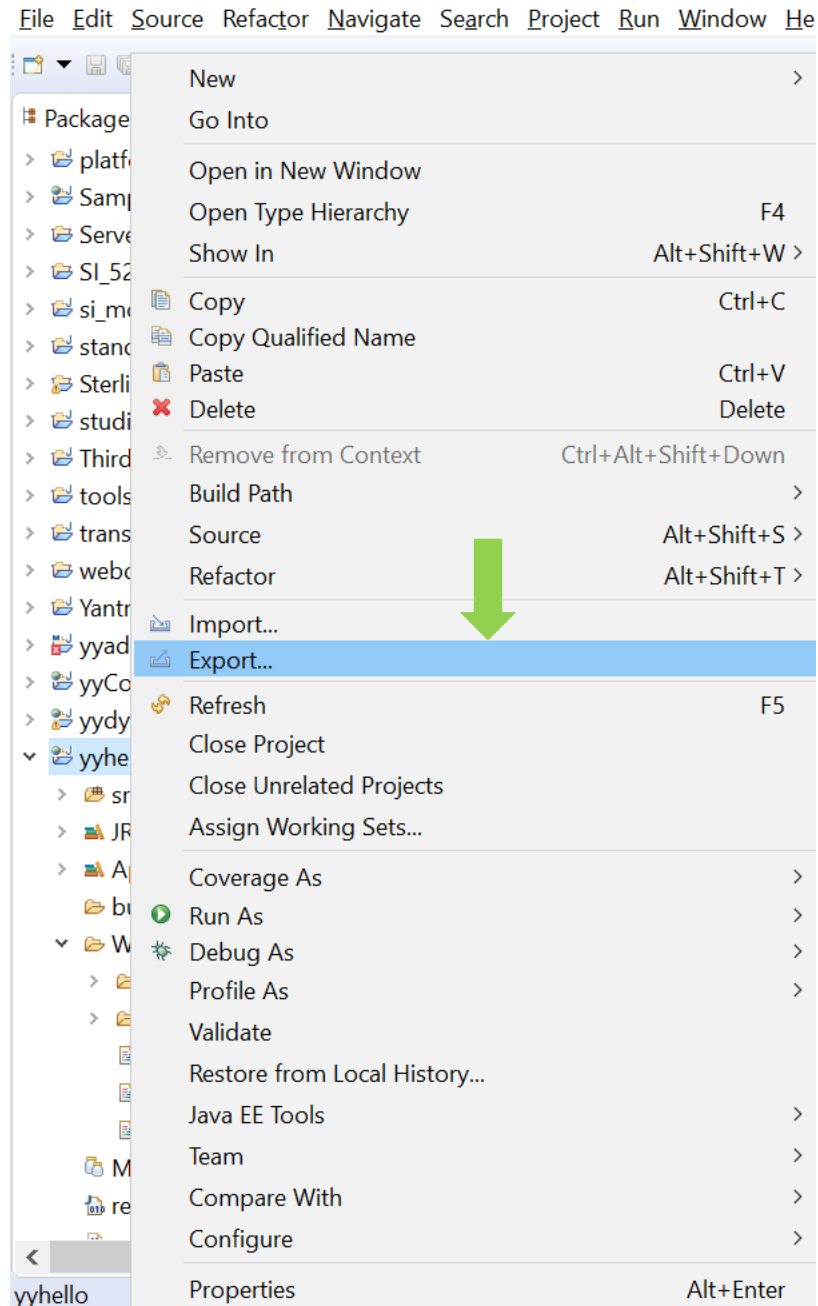 File Edit Source Refactor Navigate Search Project Run Window He
Package
platf
Samp
Serve
SI_52
si_mo
stand
Sterli
studi
Third
tools
trans
webc
Yantr
yyad
yyCo
yydy
yyhe
sr
JR
Ap
bu
W
M
re
yyhello
New
Go Into
Open in New Window
Open Type Hierarchy F4
Show In Alt+Shift+W
Copy Ctrl+C
Copy Qualified Name
Paste Ctrl+V
Delete Delete
Remove from Context Ctrl+Alt+Shift+Down
Build Path
Source Alt+Shift+S
Refactor Alt+Shift+T
Import...
Export...
Refresh F5
Close Project
Close Unrelated Projects
Assign Working Sets...
Coverage As
Run As
Debug As
Profile As
Validate
Restore from Local History...
Java EE Tools
Team
Compare With
Configure
Properties Alt+Enter